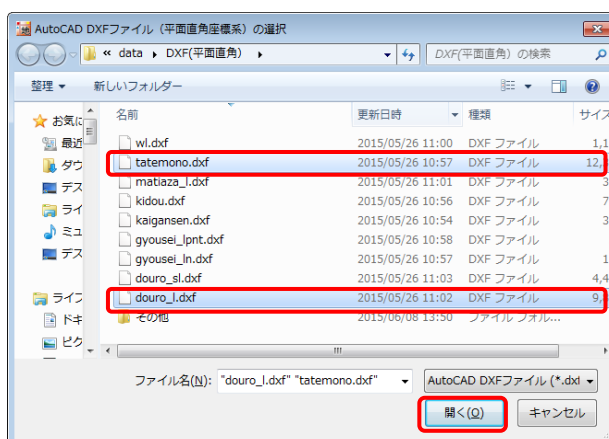 AutoCAD DXFファイル（平面直角座標系）の選択
« data ▸ DXF(平面直角) ▸
DXF(平面直角) の検索
整理 ▼ 新しいフォルダー
名前 更新日時 種類 サイズ
wl.dxf 2015/05/26 11:00 DXF ファイル 1,1
tatemono.dxf 2015/05/26 10:57 DXF ファイル 12,
matiaza_l.dxf 2015/05/26 11:01 DXF ファイル 3
kidou.dxf 2015/05/26 10:56 DXF ファイル 7
kaigansen.dxf 2015/05/26 10:54 DXF ファイル 3
gyousei_lpnt.dxf 2015/05/26 10:58 DXF ファイル
gyousei_ln.dxf 2015/05/26 10:57 DXF ファイル 1
douro_sl.dxf 2015/05/26 11:03 DXF ファイル 4,4
douro_l.dxf 2015/05/26 11:02 DXF ファイル 9,
その他 2015/06/08 13:50 ファイル フォル...
お気に
最近
ダウ
デス
ライ
ミュ
デス
ライブ
ドキ
ピク
ファイル名(N): "douro_l.dxf" "tatemono.dxf"
AutoCAD DXFファイル (*.dxf
開く(O) キャンセル